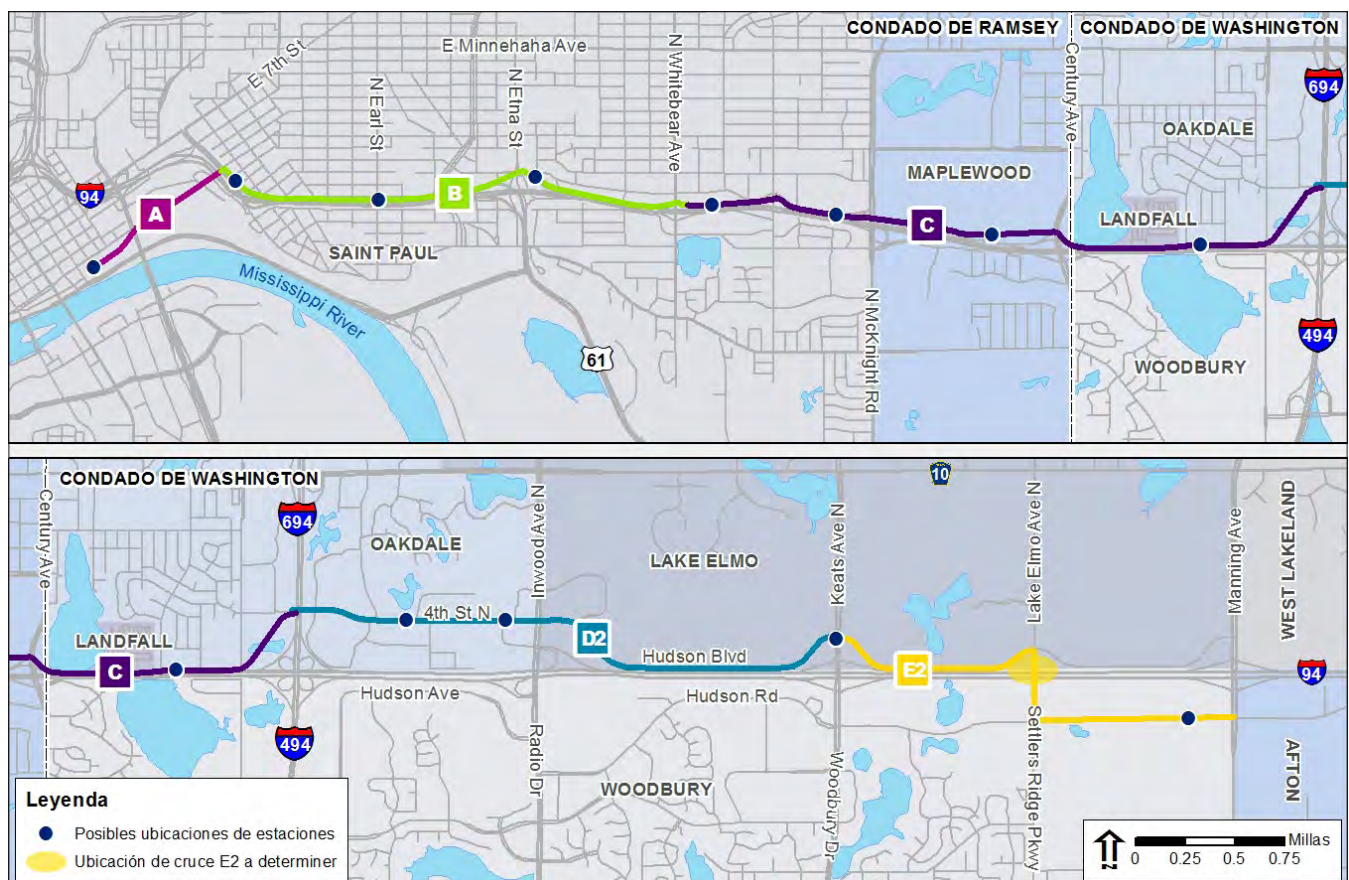 CONDADO DE RAMSEY
CONDADO DE WASHINGTON
E Minnehaha Ave
E 7th St
N Earl St
N Etna St
N Whitebear Ave
Century Ave
694
OAKDALE
94
A
B
MAPLEWOOD
LANDFALL
C
SAINT PAUL
Mississippi River
61
N McKnight Rd
494
WOODBURY
CONDADO DE WASHINGTON
10
Century Ave
694
OAKDALE
Inwood Ave N
LAKE ELMO
Keats Ave N
Lake Elmo Ave N
Manning Ave
WEST LAKELAND
4th St N
LANDFALL
D2
C
Hudson Blvd
E2
94
Hudson Ave
Hudson Rd
494
Radio Dr
Woodbury Dr
Settlers Ridge Pkwy
WOODBURY
AFTON
Leyenda
Posibles ubicaciones de estaciones
Ubicación de cruce E2 a determiner
N
Millas
0 0.25 0.5 0.75